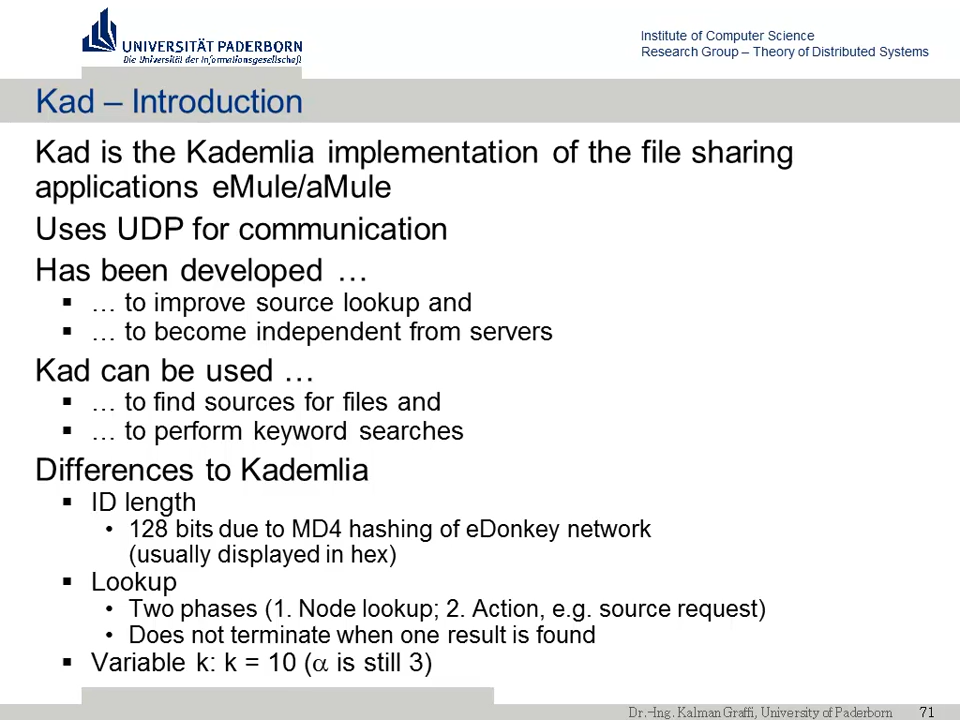 UNIVERSITÄT PADERBORN
Die Universität der Informationsgesellschaft
Institute of Computer Science
Research Group – Theory of Distributed Systems
Kad – Introduction
Kad is the Kademlia implementation of the file sharing
applications eMule/aMule
Uses UDP for communication
Has been developed …
▪ … to improve source lookup and
▪ … to become independent from servers
Kad can be used …
▪ … to find sources for files and
▪ … to perform keyword searches
Differences to Kademlia
▪ ID length
• 128 bits due to MD4 hashing of eDonkey network
(usually displayed in hex)
▪ Lookup
• Two phases (1. Node lookup; 2. Action, e.g. source request)
• Does not terminate when one result is found
▪ Variable k: k = 10 (α is still 3)
Dr.-Ing. Kalman Graffi, University of Paderborn 71